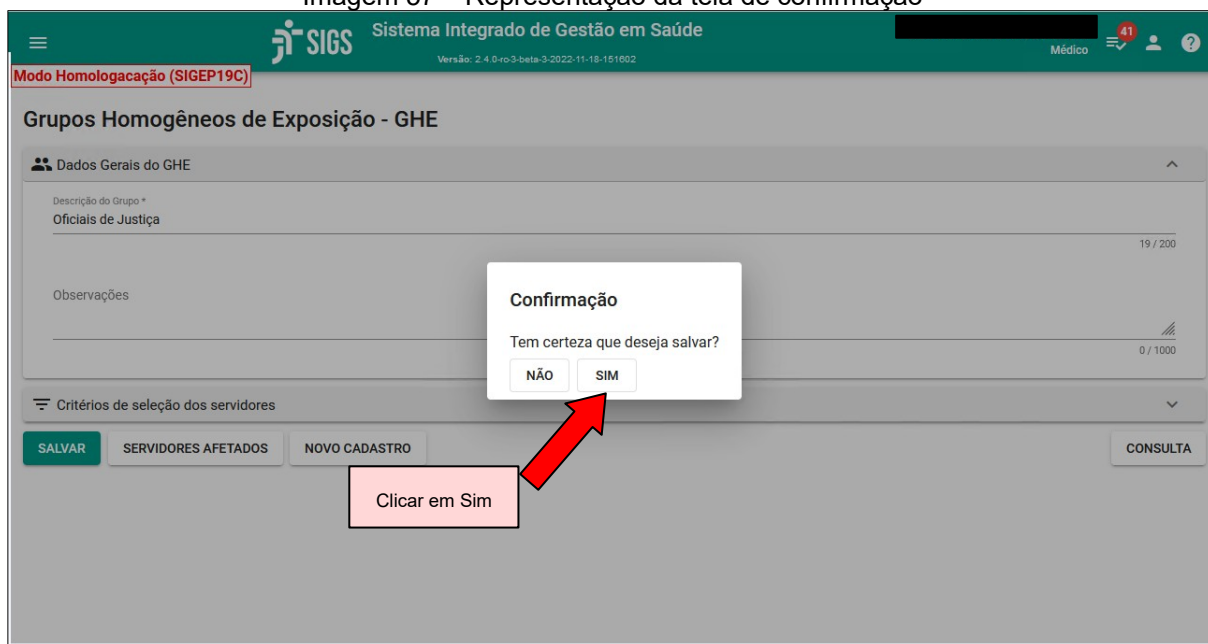 Representação da tela de confirmação
SIGS
Sistema Integrado de Gestão em Saúde
Versão: 2.4.0-ro-3-beta-3-2022-11-18-151602
Médico
41
?
Modo Homologacação (SIGEP19C)
Grupos Homogêneos de Exposição - GHE
Dados Gerais do GHE
Descrição do Grupo *
Oficiais de Justiça
19 / 200
Observações
0 / 1000
Confirmação
Tem certeza que deseja salvar?
NÃO SIM
Critérios de seleção dos servidores
SALVAR SERVIDORES AFETADOS NOVO CADASTRO CONSULTA
Clicar em Sim